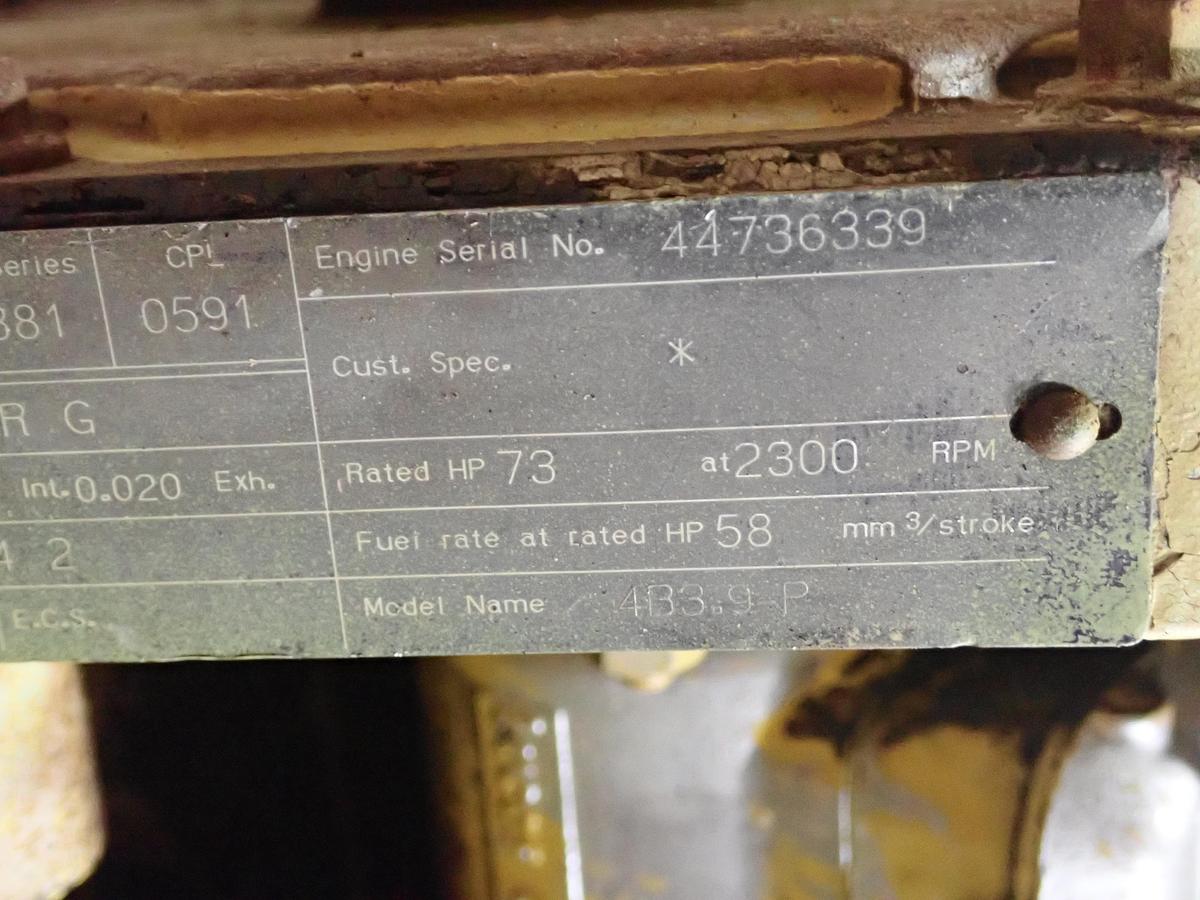 eries CPL Engine Serial No. 44736339
381 0591
Cust. Spec. *
R G
Int. 0.020 Exh. Rated HP 73 at 2300 RPM
4 2 Fuel rate at rated HP 58 mm 3/stroke
E.C.S. Model Name 4B3.9-P